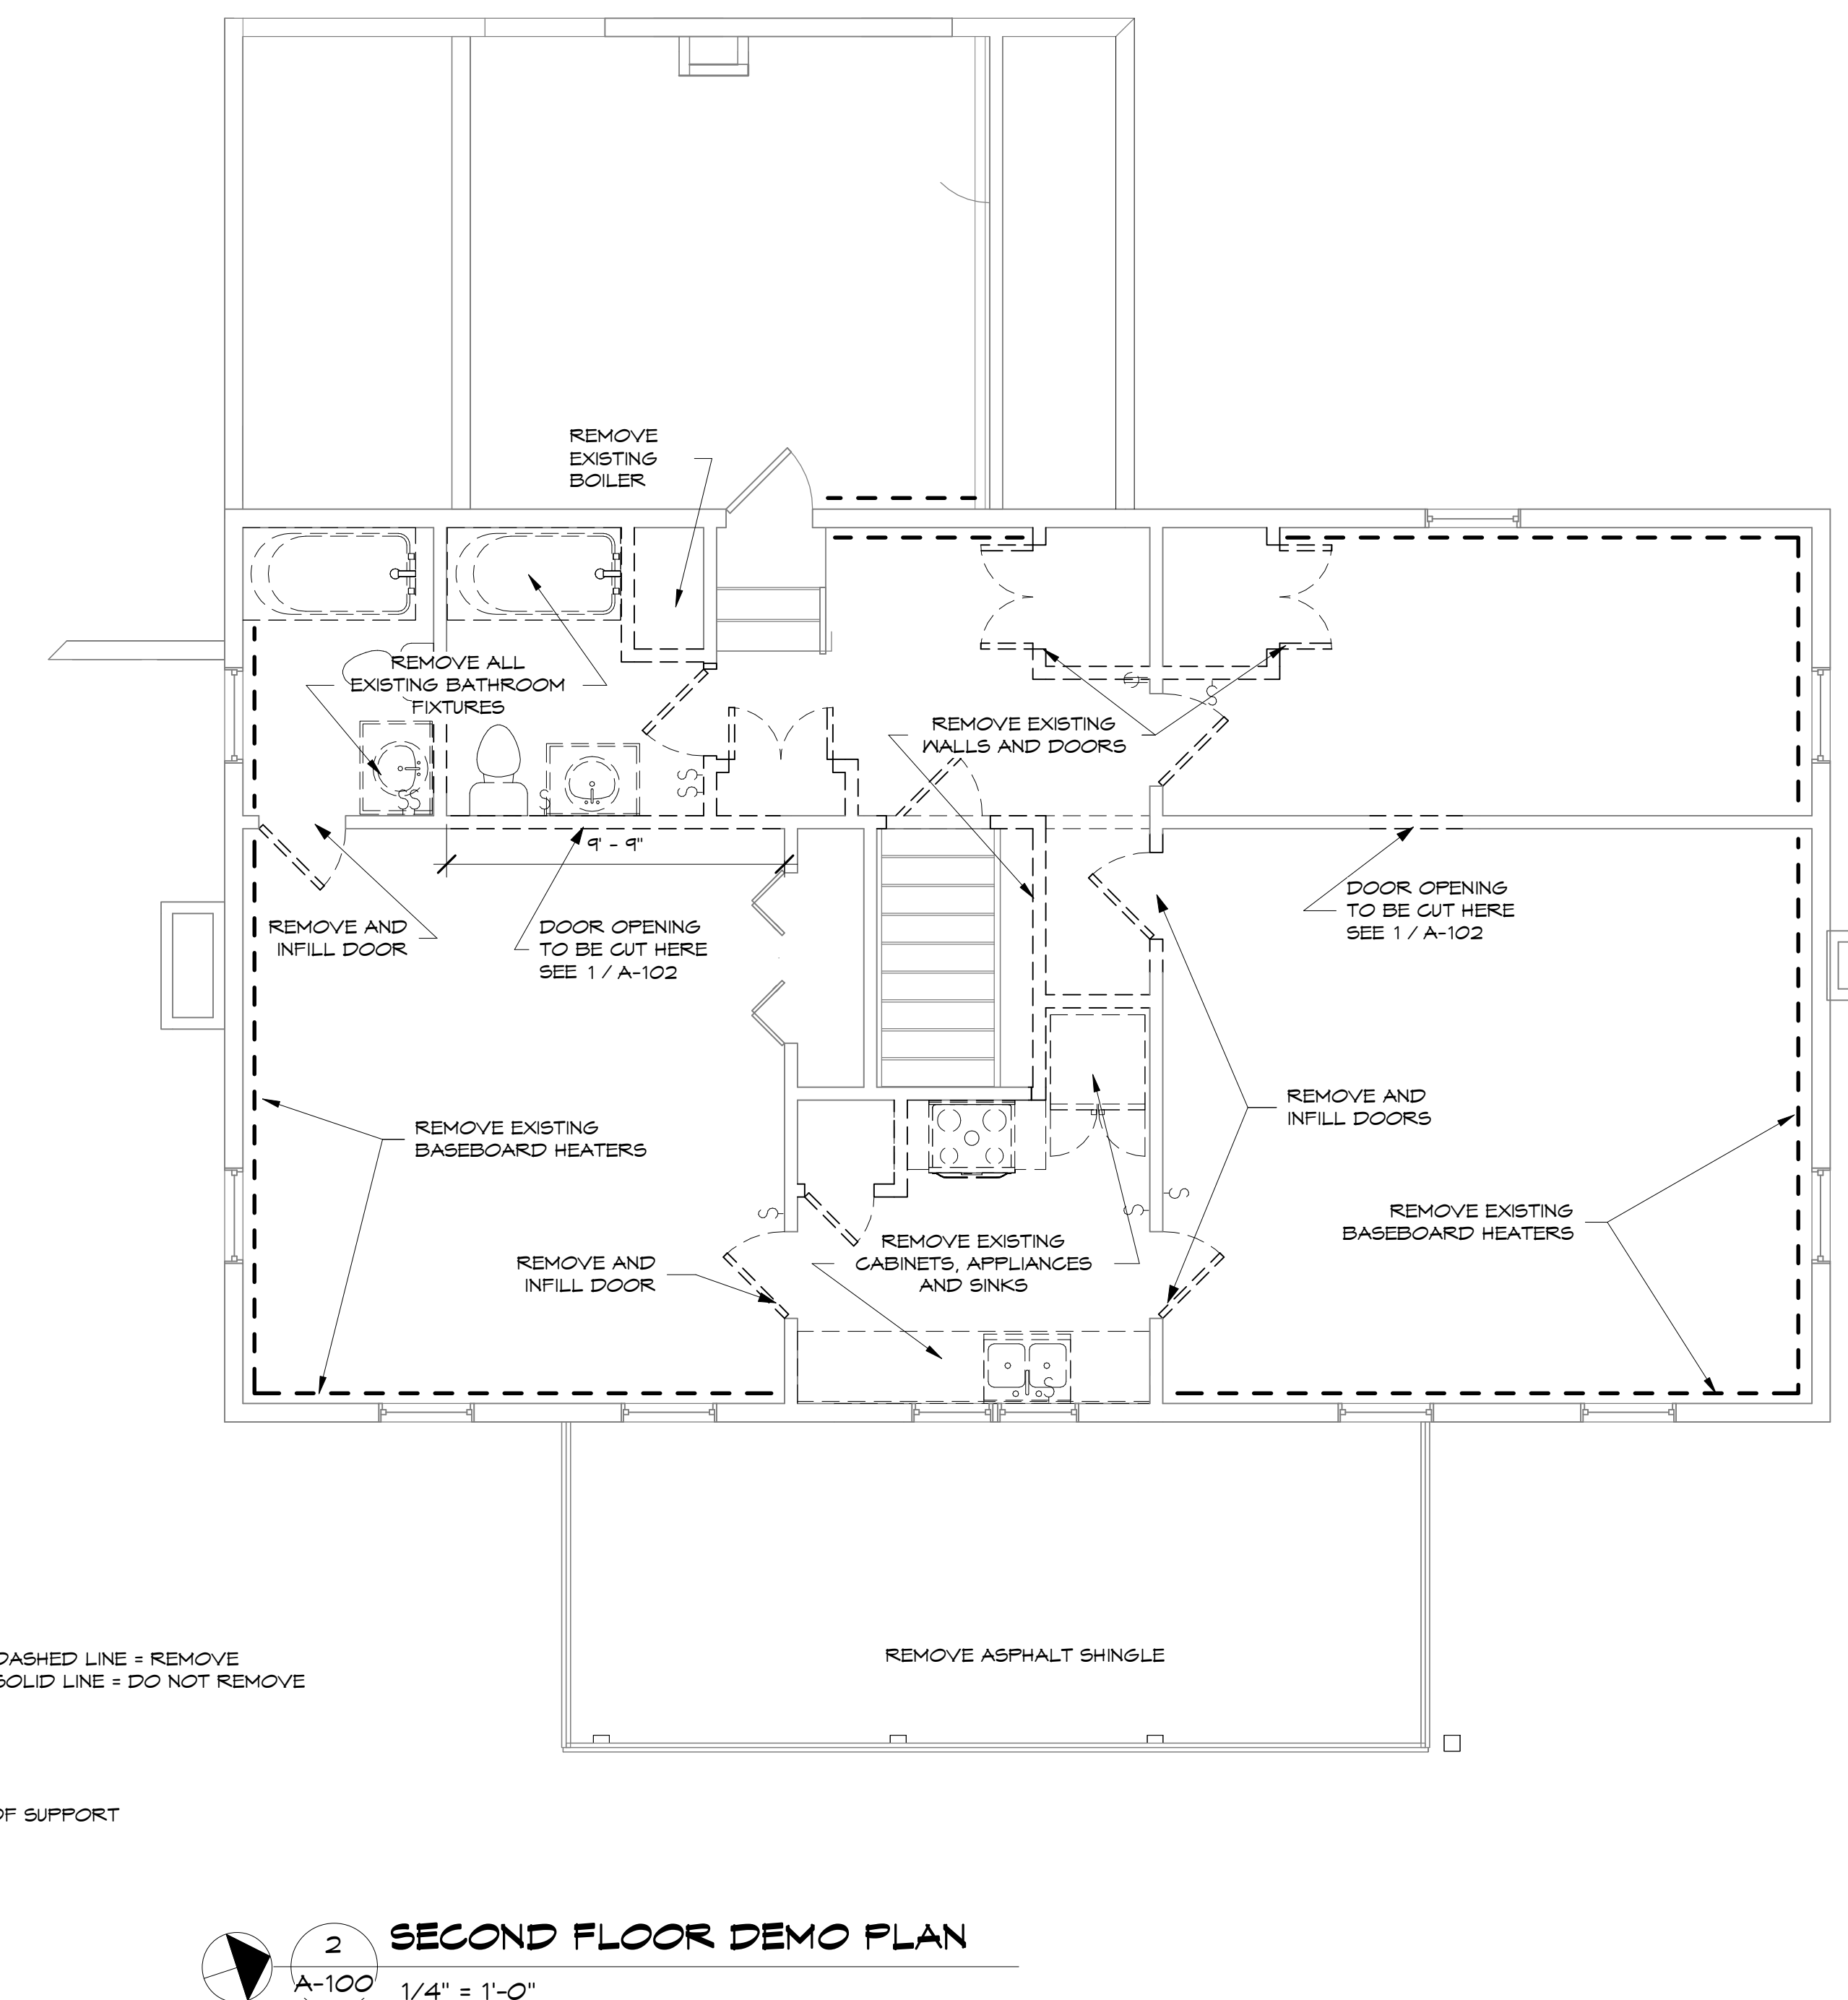 REMOVE
EXISTING
BOILER
REMOVE ALL
EXISTING BATHROOM
FIXTURES
REMOVE EXISTING
WALLS AND DOORS
S
S
S
S
S
S
9' - 9"
REMOVE AND
INFILL DOOR
DOOR OPENING
TO BE CUT HERE
SEE 1 / A-102
DOOR OPENING
TO BE CUT HERE
SEE 1 / A-102
REMOVE EXISTING
BASEBOARD HEATERS
REMOVE AND
INFILL DOORS
S
S
S
REMOVE EXISTING
BASEBOARD HEATERS
REMOVE AND
INFILL DOOR
REMOVE EXISTING
CABINETS, APPLIANCES
AND SINKS
S
REMOVE ASPHALT SHINGLE
DASHED LINE = REMOVE
SOLID LINE = DO NOT REMOVE
OF SUPPORT
2
A-100
SECOND FLOOR DEMO PLAN
1/4" = 1'-0"